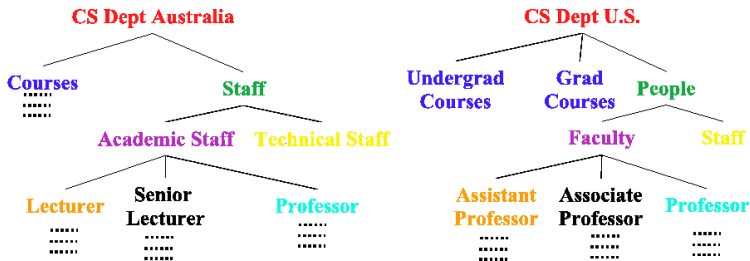 CS Dept Australia
Courses
Staff
Academic Staff
Technical Staff
Lecturer
Senior
Lecturer
Professor
CS Dept U.S.
Undergrad
Courses
Grad
Courses
People
Faculty
Staff
Assistant
Professor
Associate
Professor
Professor